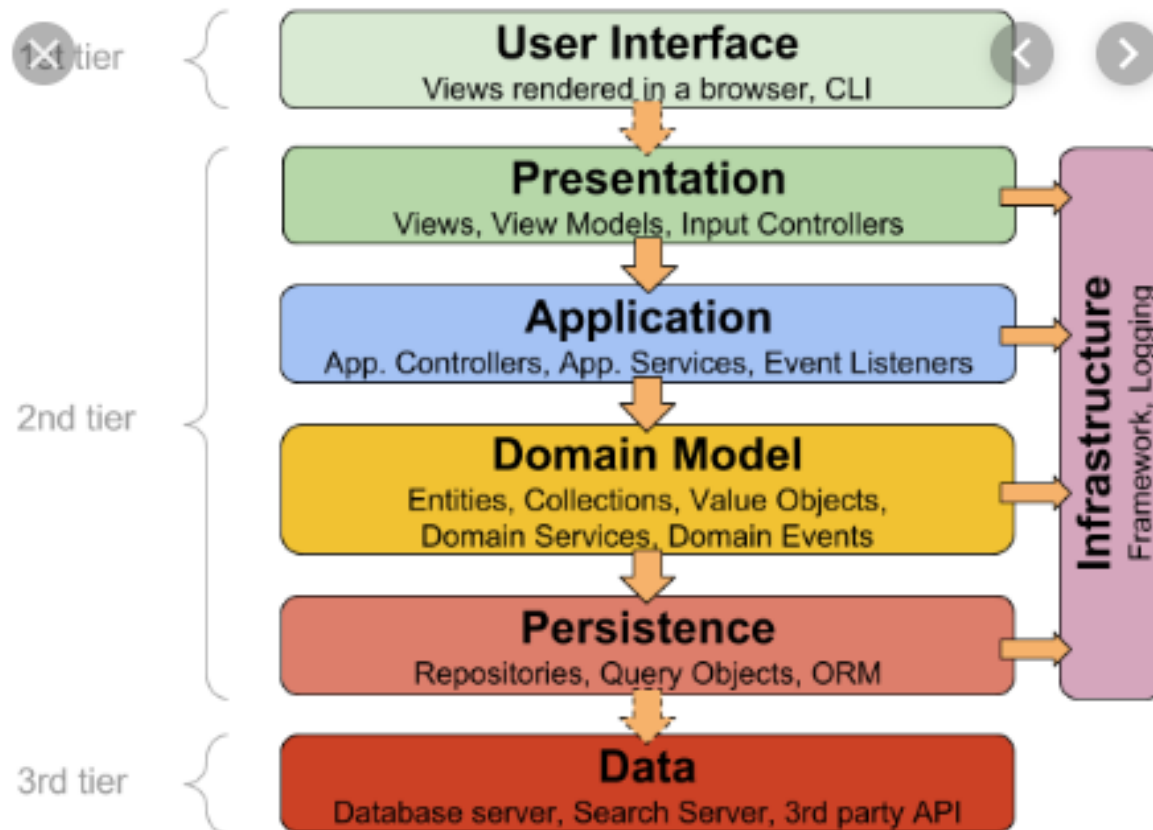 1st tier
User Interface
Views rendered in a browser, CLI
2nd tier
Presentation
Views, View Models, Input Controllers
Application
App. Controllers, App. Services, Event Listeners
Domain Model
Entities, Collections, Value Objects,
Domain Services, Domain Events
Persistence
Repositories, Query Objects, ORM
Infrastructure
Framework, Logging
3rd tier
Data
Database server, Search Server, 3rd party API